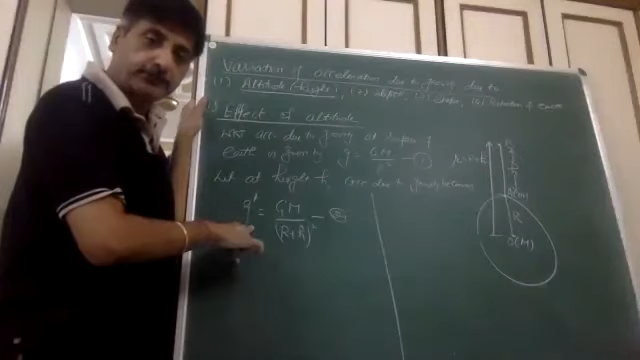 Variation of acceleration due to gravity due to
(1) Altitude (height), (2) Depth, (3) Shape, (4) Rotation of earth
1) Effect of altitude
acc. due to gravity at surface of
earth is given by g = GM/R² — ①
Let at height h, acc due to gravity becomes
g' = GM/(R+h)² — ②
R
O(M)